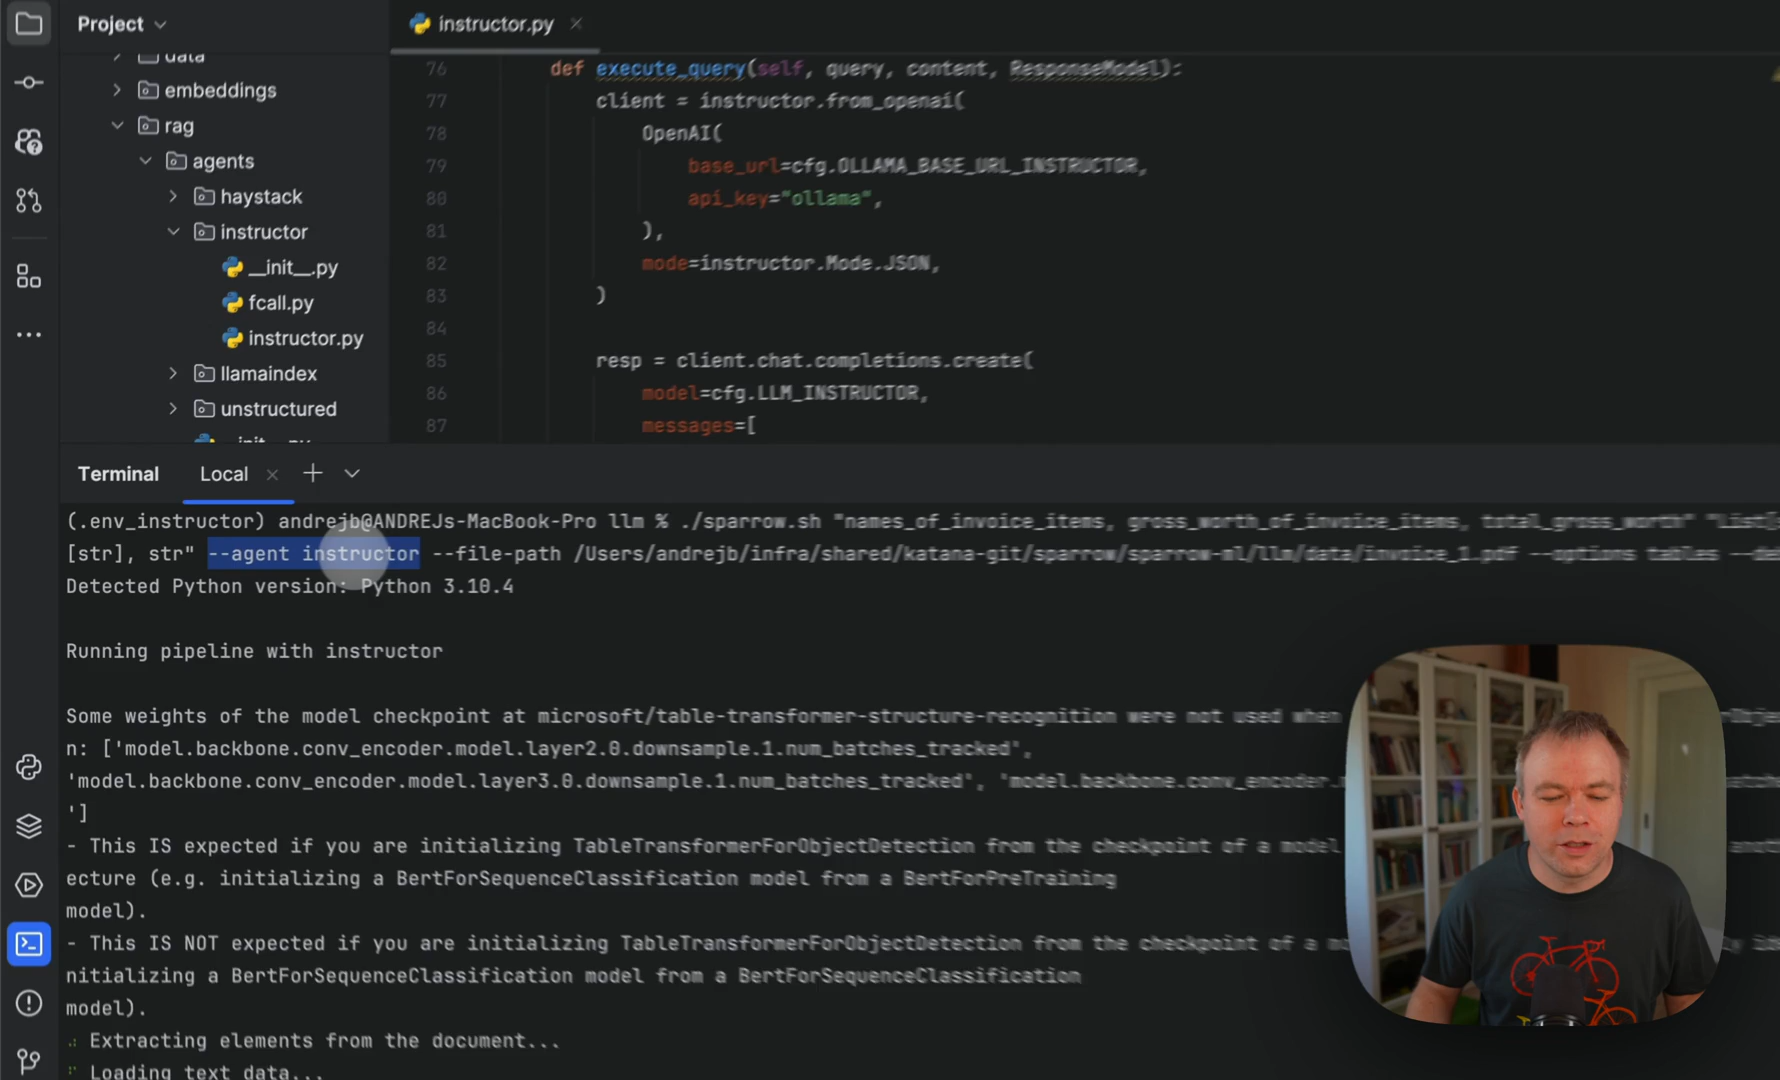 Project
instructor.py
data
embeddings
rag
agents
haystack
instructor
__init__.py
fcall.py
instructor.py
llamaindex
unstructured
__init__.py
76 def execute_query(self, query, content, ResponseModel):
77 client = instructor.from_openai(
78 OpenAI(
79 base_url=cfg.OLLAMA_BASE_URL_INSTRUCTOR,
80 api_key="ollama",
81 ),
82 mode=instructor.Mode.JSON,
83 )
84
85 resp = client.chat.completions.create(
86 model=cfg.LLM_INSTRUCTOR,
87 messages=[
Terminal Local
(.env_instructor) andrejb@ANDREJs-MacBook-Pro llm % ./sparrow.sh "names_of_invoice_items, gross_worth_of_invoice_items, total_gross_worth" "List[
[str], str" --agent instructor --file-path /Users/andrejb/infra/shared/katana-git/sparrow/sparrow-ml/llm/data/invoice_1.pdf --options tables
Detected Python version: Python 3.10.4
Running pipeline with instructor
Some weights of the model checkpoint at microsoft/table-transformer-structure-recognition were not used when
n: ['model.backbone.conv_encoder.model.layer2.0.downsample.1.num_batches_tracked',
'model.backbone.conv_encoder.model.layer3.0.downsample.1.num_batches_tracked', 'model.backbone.conv_encoder.
']
- This IS expected if you are initializing TableTransformerForObjectDetection from the checkpoint of a model
ecture (e.g. initializing a BertForSequenceClassification model from a BertForPreTraining
model).
- This IS NOT expected if you are initializing TableTransformerForObjectDetection from the checkpoint of a
nitializing a BertForSequenceClassification model from a BertForSequenceClassification
model).
Extracting elements from the document...
Loading text data...